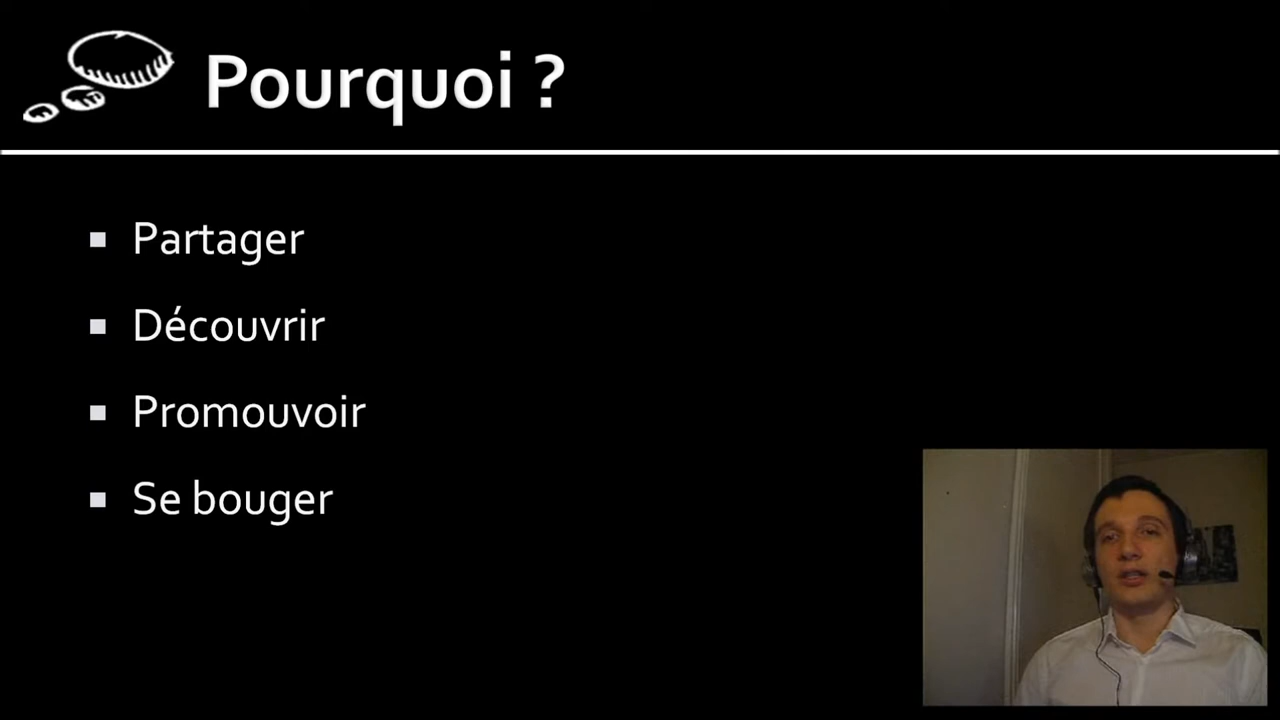 Pourquoi ?
Partager
Découvrir
Promouvoir
Se bouger